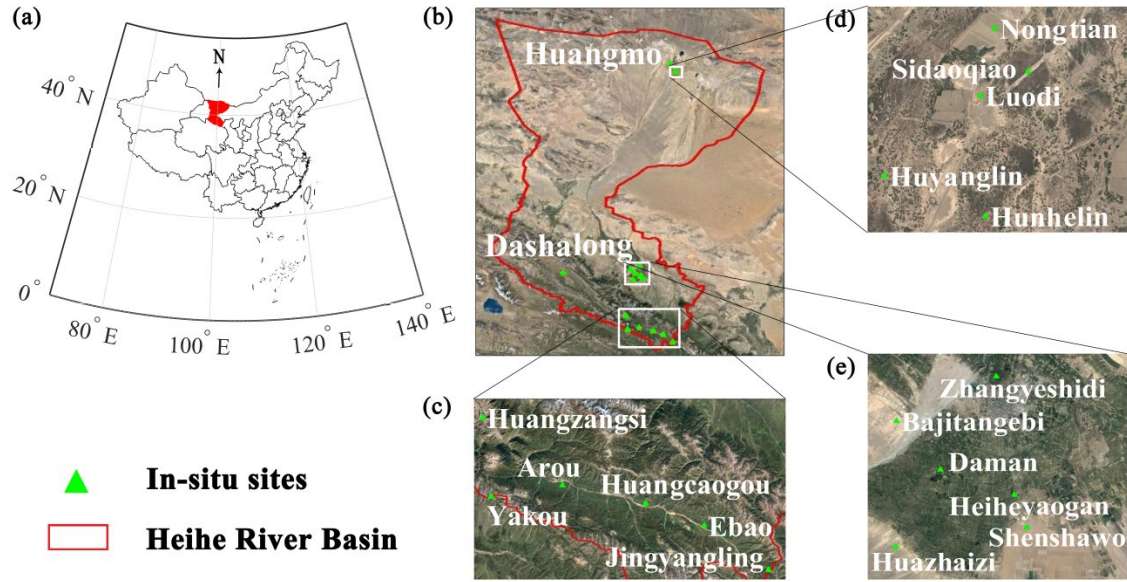 (a)
N
40° N
20° N
0°
80° E
100° E
120° E
140° E
In-situ sites
Heihe River Basin
(b)
Huangmo
Dashalong
(c)
Huangzangsi
Arou
Huangcaogou
Yakou
Ebao
Jingyangling
(d)
Nongtian
Sidaoqiao
Luodi
Huyanglin
Hunhelin
(e)
Zhangyeshidi
Bajitangebi
Daman
Heiheyaogan
Shenshawo
Huazhaizi